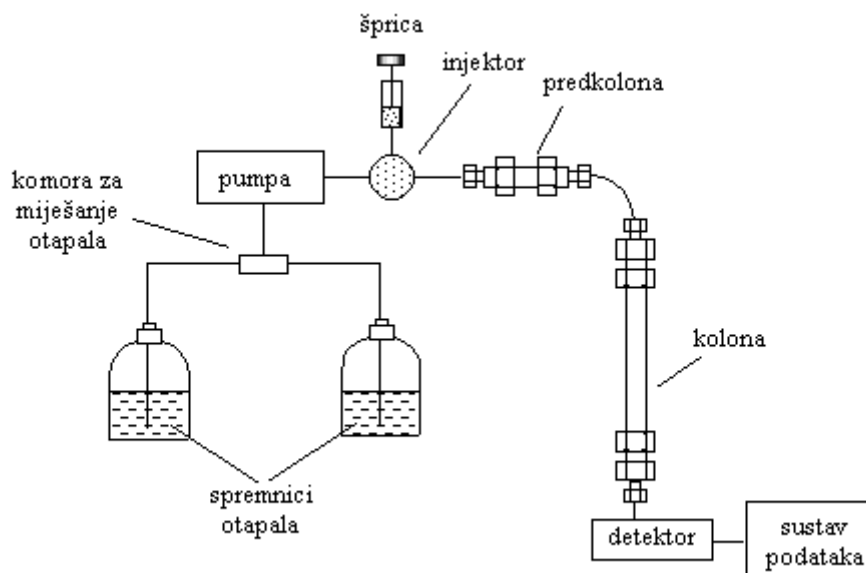 šprica
injektor
predkolona
pumpa
komora za
miješanje
otapala
kolona
spremnici
otapala
detektor
sustav
podataka